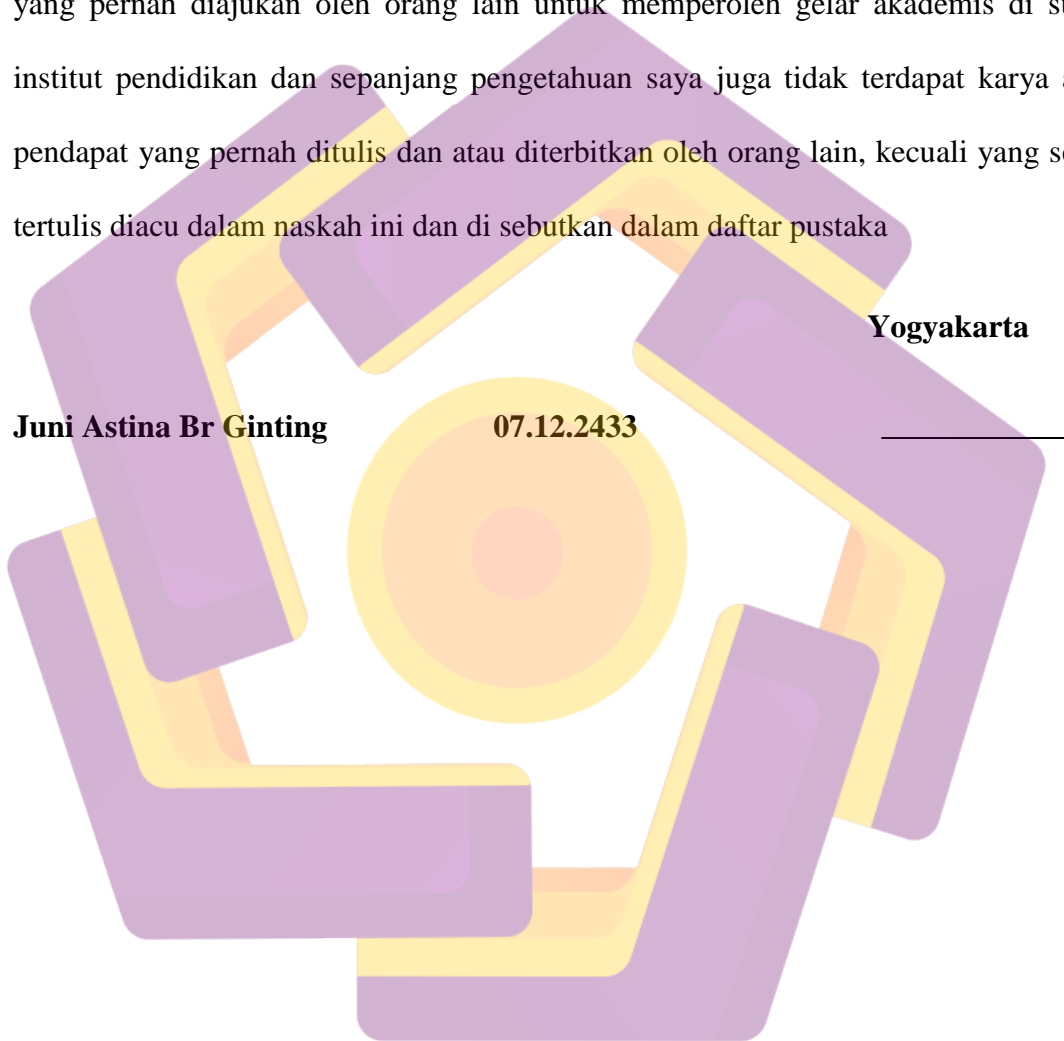 yang pernah diajukan oleh orang lain untuk memperoleh gelar akademis di
institut pendidikan dan sepanjang pengetahuan saya juga tidak terdapat karya
pendapat yang pernah ditulis dan atau diterbitkan oleh orang lain, kecuali yang
tertulis diacu dalam naskah ini dan di sebutkan dalam daftar pustaka
Yogyakarta
Juni Astina Br Ginting 07.12.2433